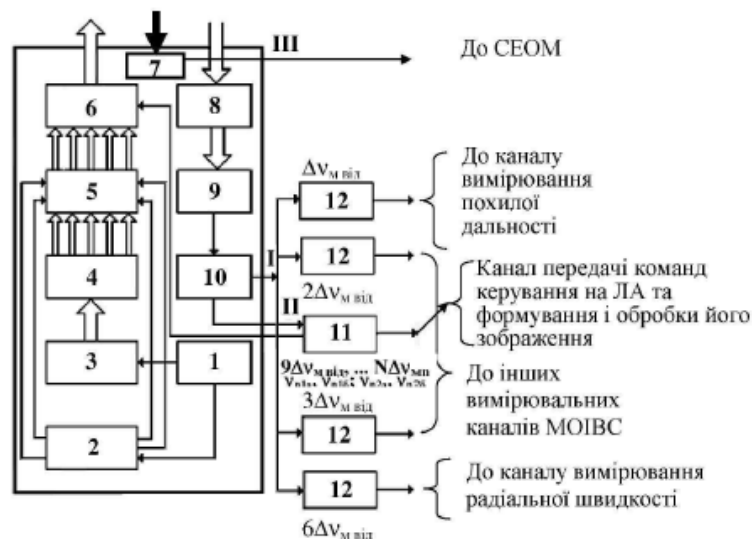 III
7
До СЕОМ
6
8
До каналу
вимірювання
похилої
дальності
Δνм від
12
5
9
I
12
2Δνм від
4
10
Канал передачі команд
керування на ЛА та
формування і обробки його
зображення
II
11
3
1
9Δνм від, ... NΔνмп
До інших
вимірювальних
каналів МОІВС
3Δνм від
12
2
До каналу вимірювання
радіальної швидкості
12
6Δνм від